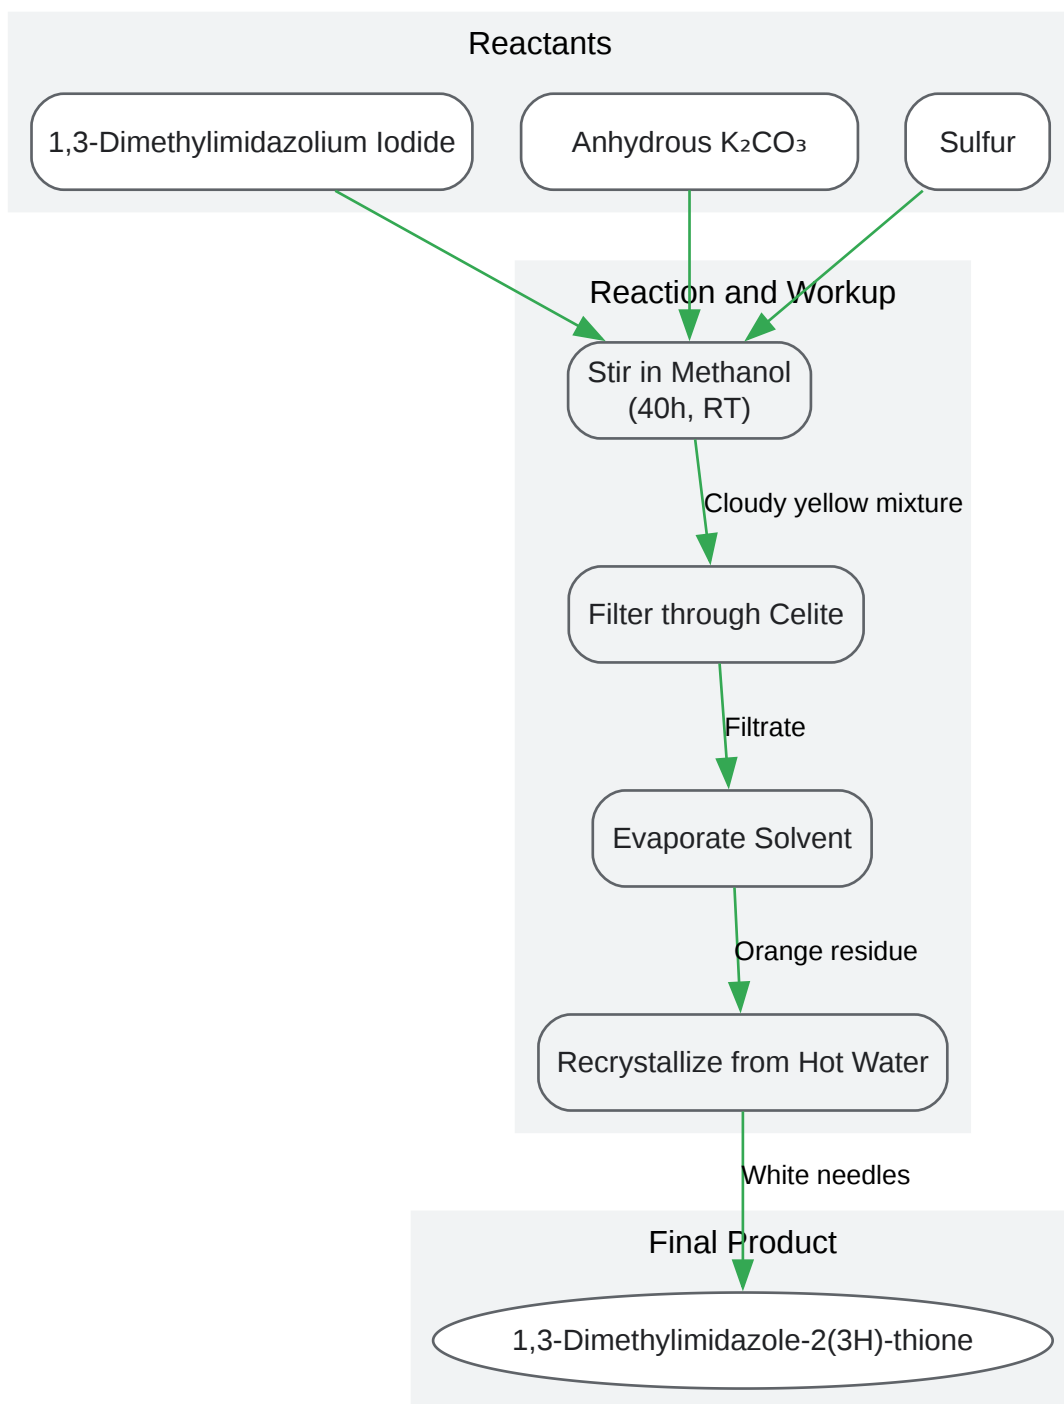 Reactants
1,3-Dimethylimidazolium Iodide
Anhydrous K₂CO₃
Sulfur
Reaction and Workup
Stir in Methanol
(40h, RT)
Cloudy yellow mixture
Filter through Celite
Filtrate
Evaporate Solvent
Orange residue
Recrystallize from Hot Water
White needles
Final Product
1,3-Dimethylimidazole-2(3H)-thione